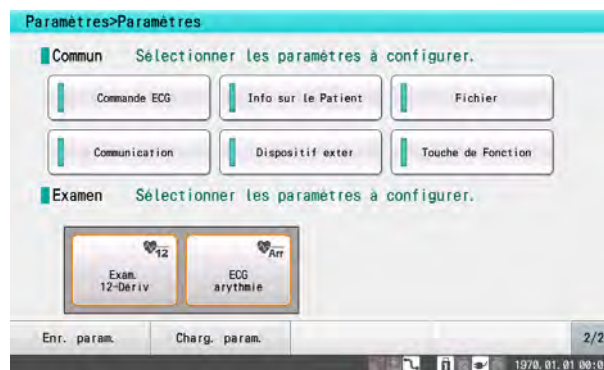 Paramètres>Paramètres
Commun Sélectionner les paramètres à configurer.
Commande ECG Info sur le Patient Fichier
Communication Dispositif exter Touche de Fonction
Examen Sélectionner les paramètres à configurer.
12 Arr
Exam. ECG
12-Dériv arythmie
Enr. param. Charg. param. 2/2
1970.01.01 00:0